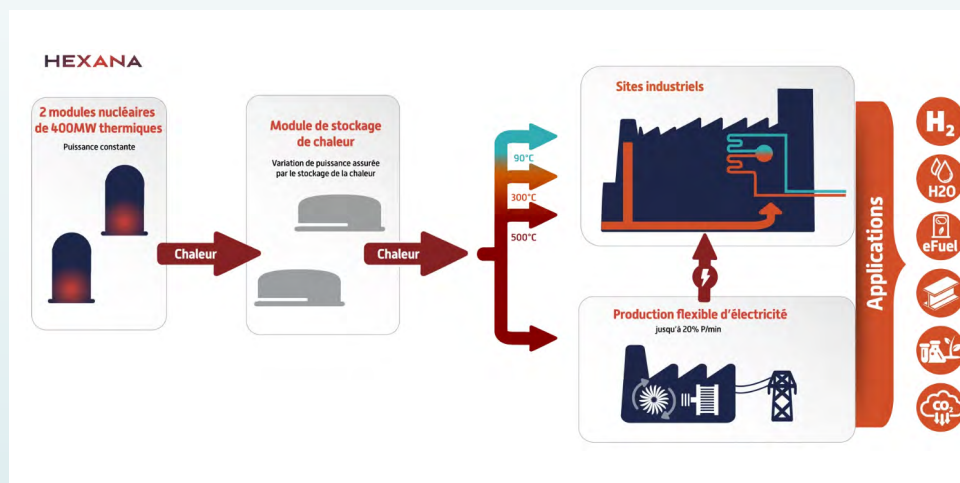 HEXANA
2 modules nucléaires
de 400MW thermiques
Puissance constante
Chaleur
Module de stockage
de chaleur
Variation de puissance assurée
par le stockage de la chaleur
Chaleur
90°C
300°C
500°C
Sites industriels
Production flexible d'électricité
jusqu'à 20% P/min
Applications
H₂
H2O
eFuel
CO₂